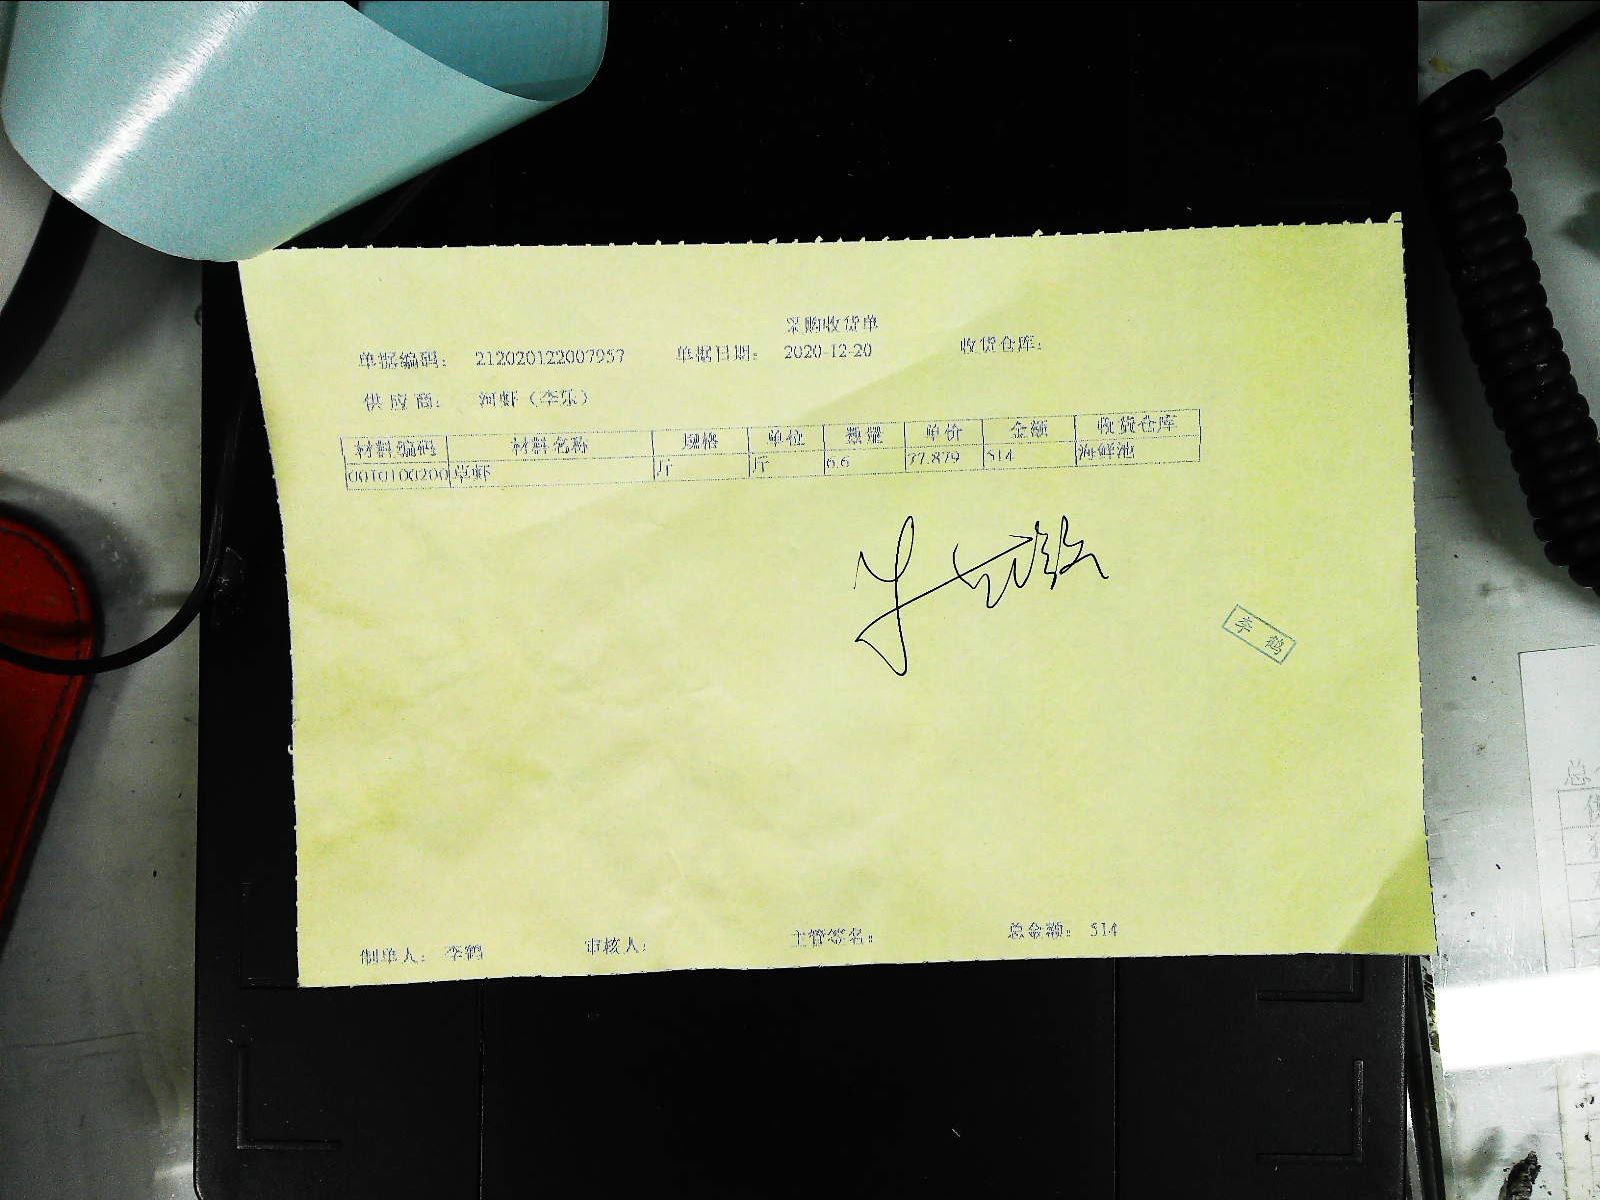 采购收货单
单据编码: 212020122007957 单据日期: 2020-12-20 收货仓库:
供应商: 河虾（李乐）
材料编码 材料名称 规格 单位 数量 单价 金额 收货仓库
0010100200 草虾 斤 斤 6.6 77.879 514 海鲜池
李鹤
制单人: 李鹤 审核人: 主管签名: 总金额: 514